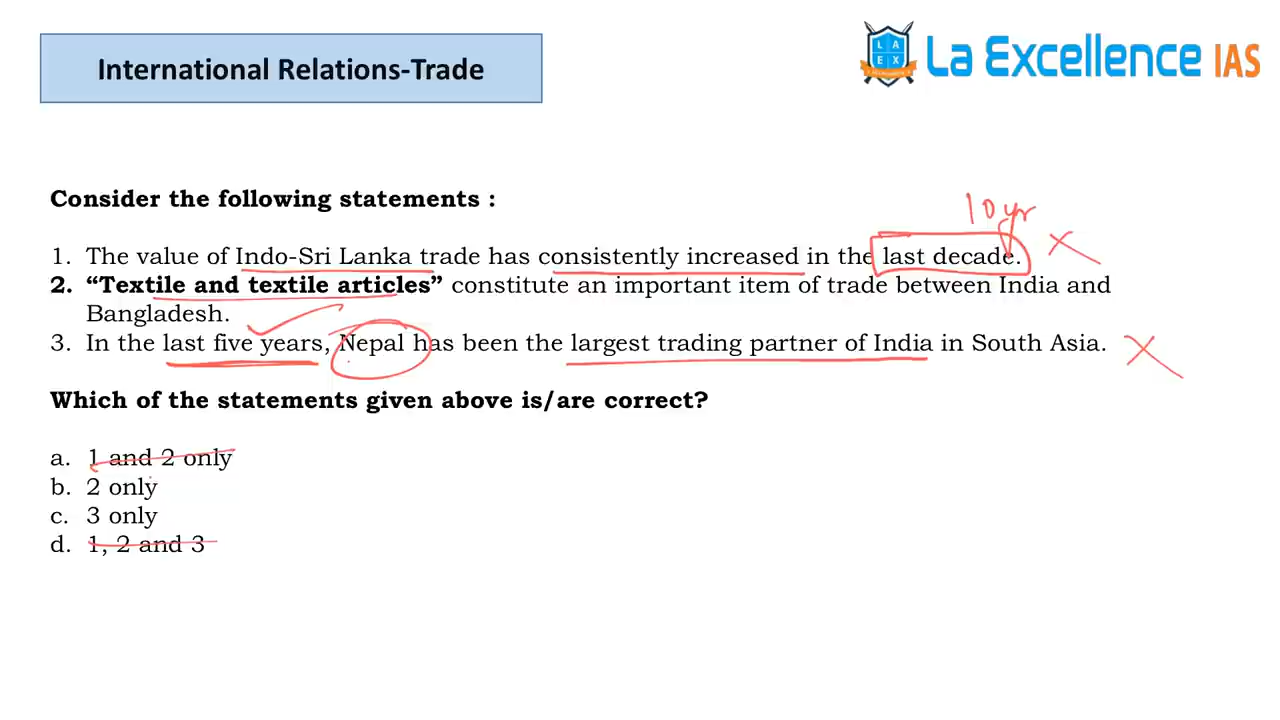 International Relations-Trade
LA
EX
La Excellence IAS
Consider the following statements :
10yr
1. The value of Indo-Sri Lanka trade has consistently increased in the last decade.
2. “Textile and textile articles” constitute an important item of trade between India and
Bangladesh.
3. In the last five years, Nepal has been the largest trading partner of India in South Asia.
Which of the statements given above is/are correct?
a. 1 and 2 only
b. 2 only
c. 3 only
d. 1, 2 and 3